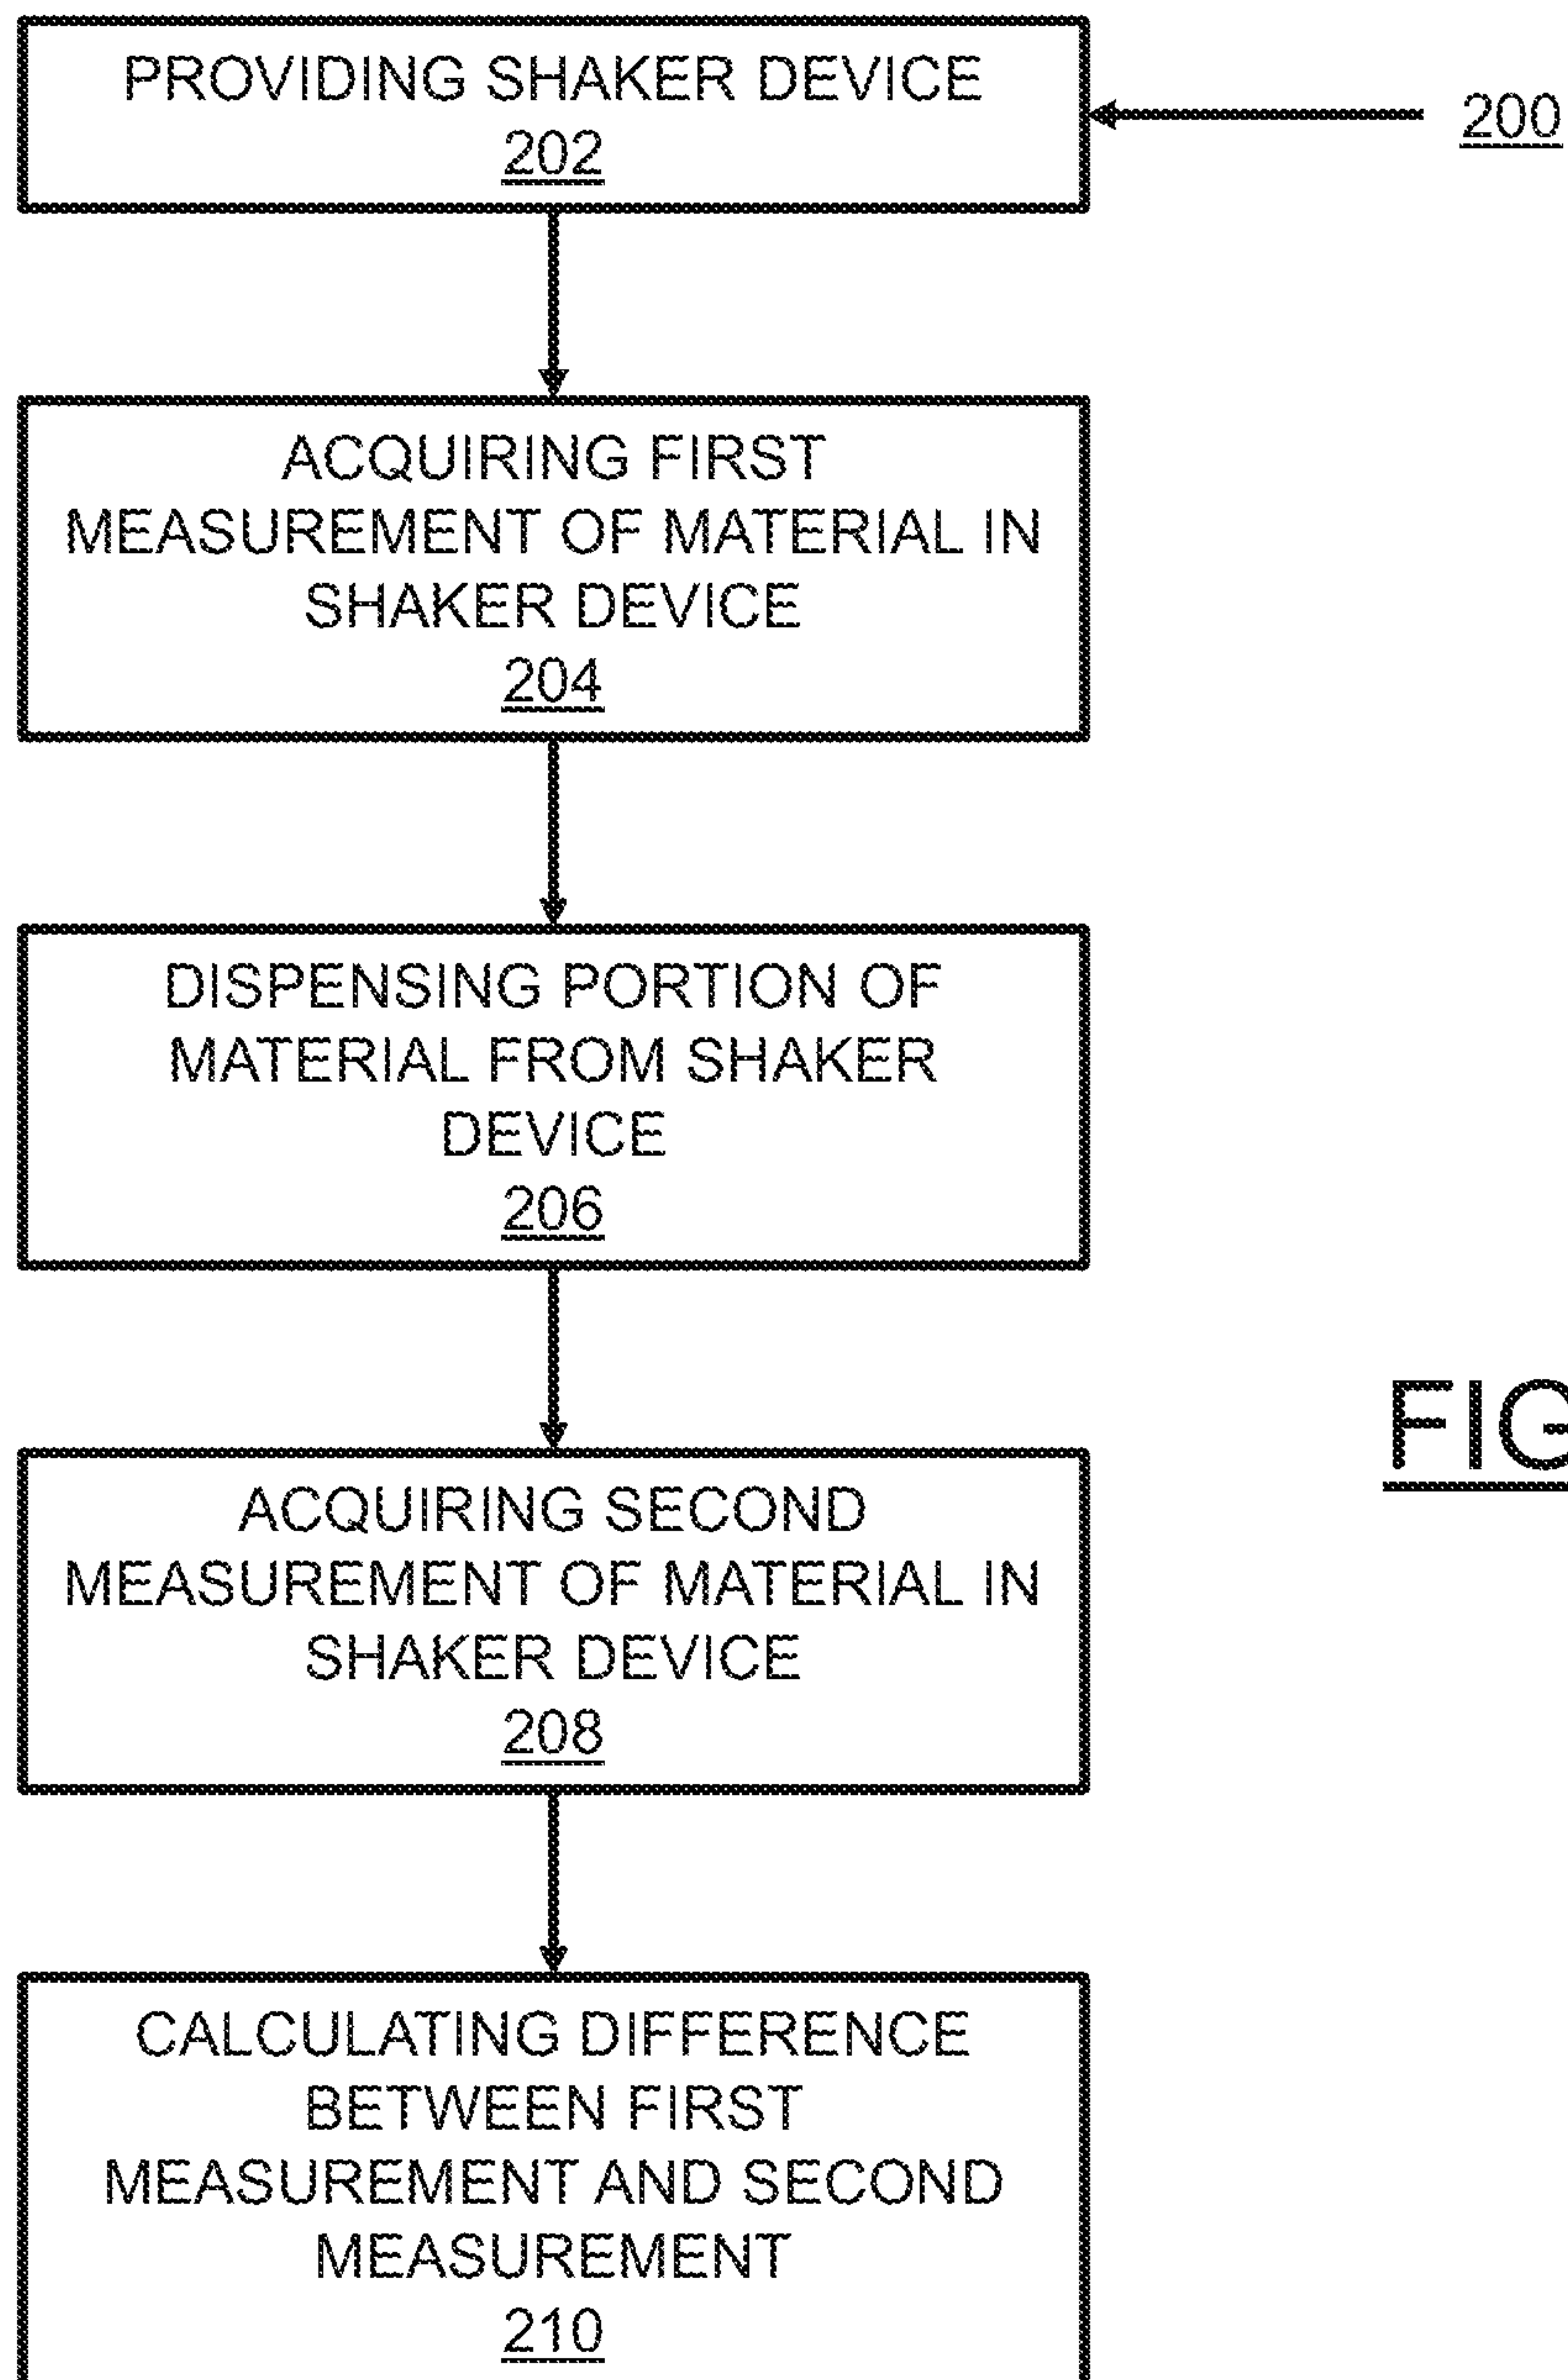 PROVIDING SHAKER DEVICE
202
200
ACQUIRING FIRST
MEASUREMENT OF MATERIAL IN
SHAKER DEVICE
204
DISPENSING PORTION OF
MATERIAL FROM SHAKER
DEVICE
206
FIG
ACQUIRING SECOND
MEASUREMENT OF MATERIAL IN
SHAKER DEVICE
208
CALCULATING DIFFERENCE
BETWEEN FIRST
MEASUREMENT AND SECOND
MEASUREMENT
210